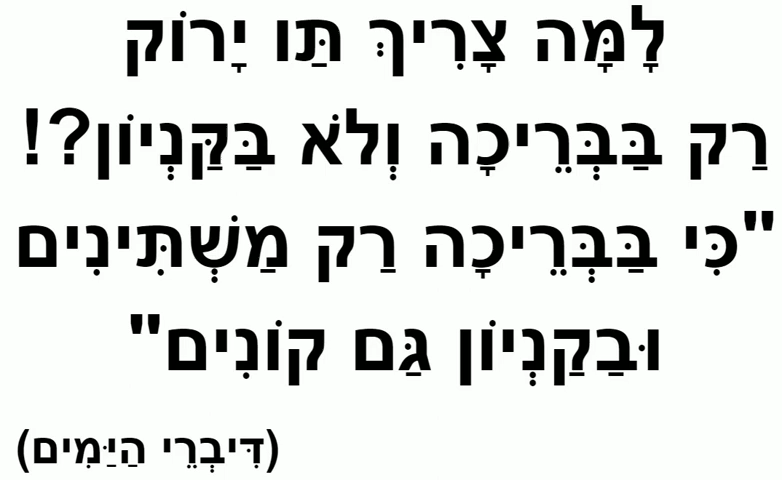 לָמָּה צָרִיךְ תַּו יָרוֹק
רַק בַּבְּרֵיכָה וְלֹא בַּקַּנְיוֹן?!
"כִּי בַּבְּרֵיכָה רַק מַשְׁתִּינִים
וּבַקַנְיוֹן גַּם קוֹנִים"
(דִּיבְרֵי הַיַּמִים)